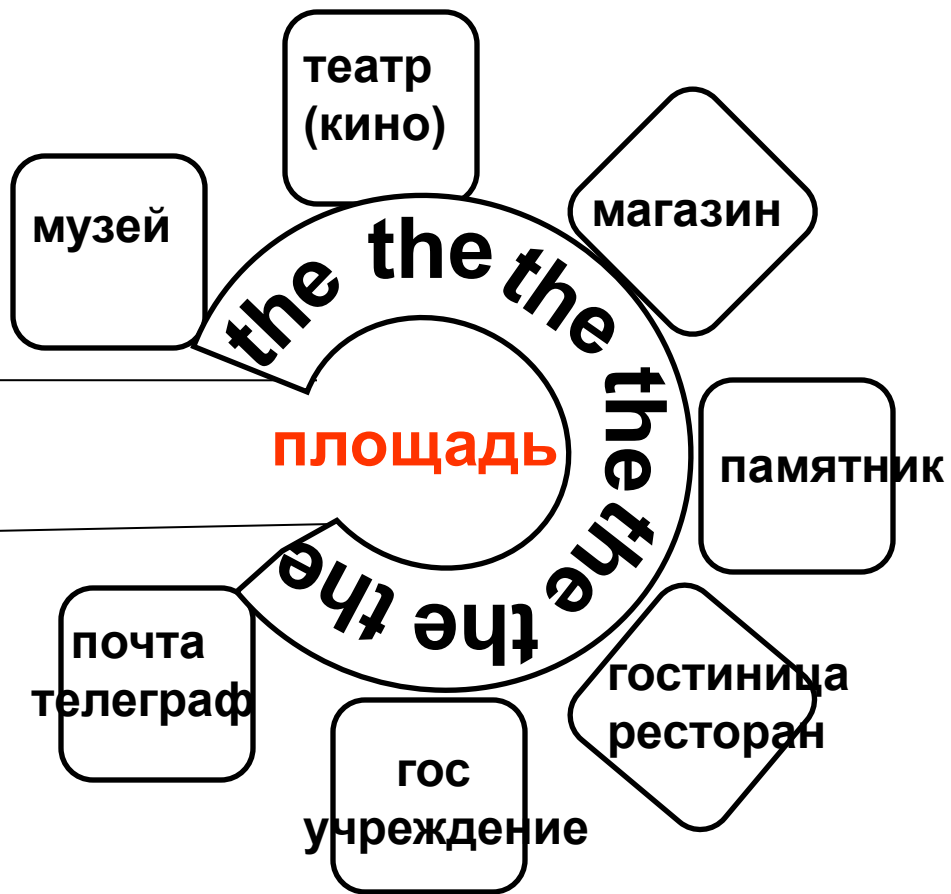 театр
(кино)
магазин
музей
the the the the the the the
площадь
памятник
почта
телеграф
гостиница
ресторан
гос
учреждение